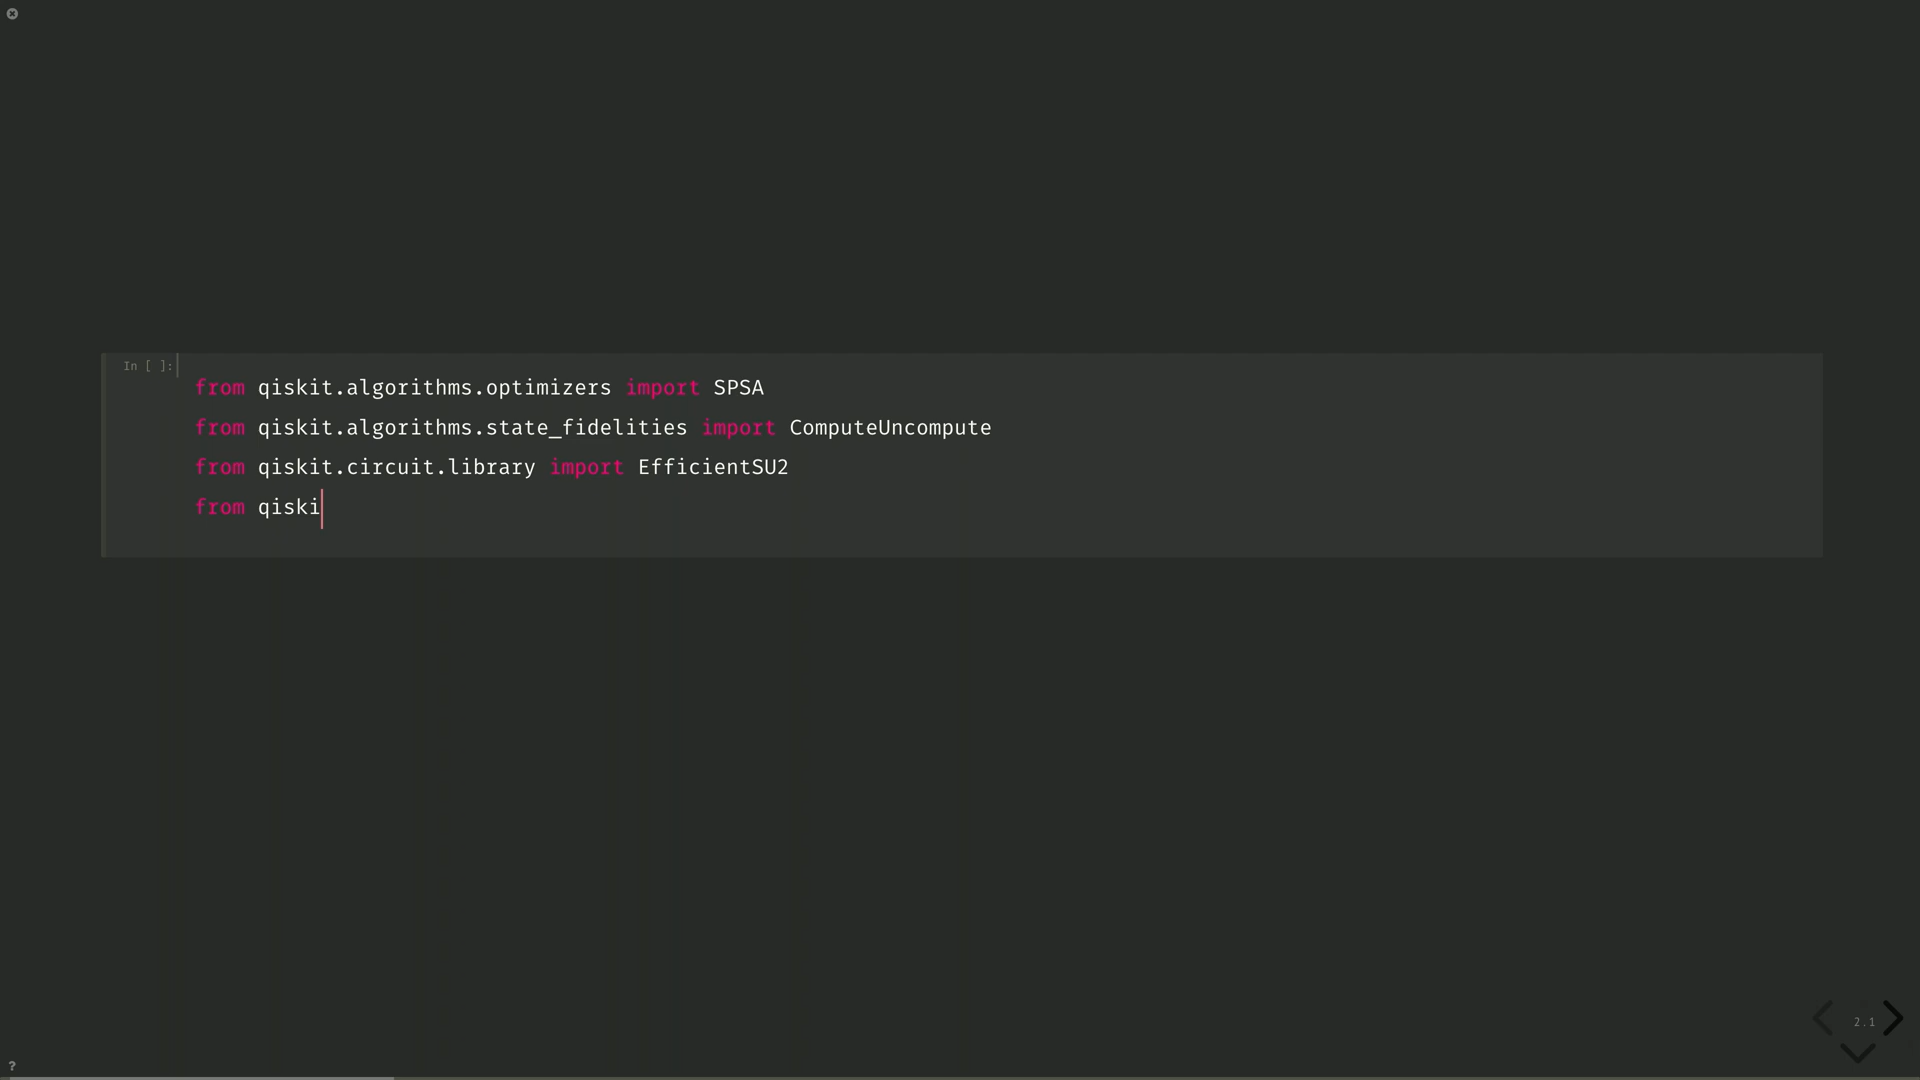 In [ ]:
from qiskit.algorithms.optimizers import SPSA
from qiskit.algorithms.state_fidelities import ComputeUncompute
from qiskit.circuit.library import EfficientSU2
from qiski
2.1
?